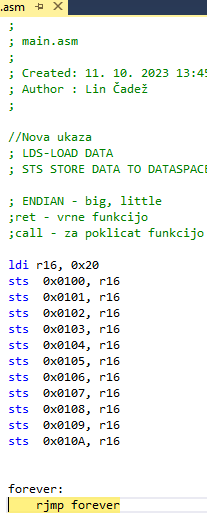 .asm
;
; main.asm
;
; Created: 11. 10. 2023 13:45
; Author : Lin Čadež
;
//Nova ukaza
; LDS-LOAD DATA
; STS STORE DATA TO DATASPACE
; ENDIAN - big, little
;ret - vrne funkcijo
;call - za poklicat funkcijo
ldi r16, 0x20
sts  0x0100, r16
sts  0x0101, r16
sts  0x0102, r16
sts  0x0103, r16
sts  0x0104, r16
sts  0x0105, r16
sts  0x0106, r16
sts  0x0107, r16
sts  0x0108, r16
sts  0x0109, r16
sts  0x010A, r16
forever:
    rjmp forever